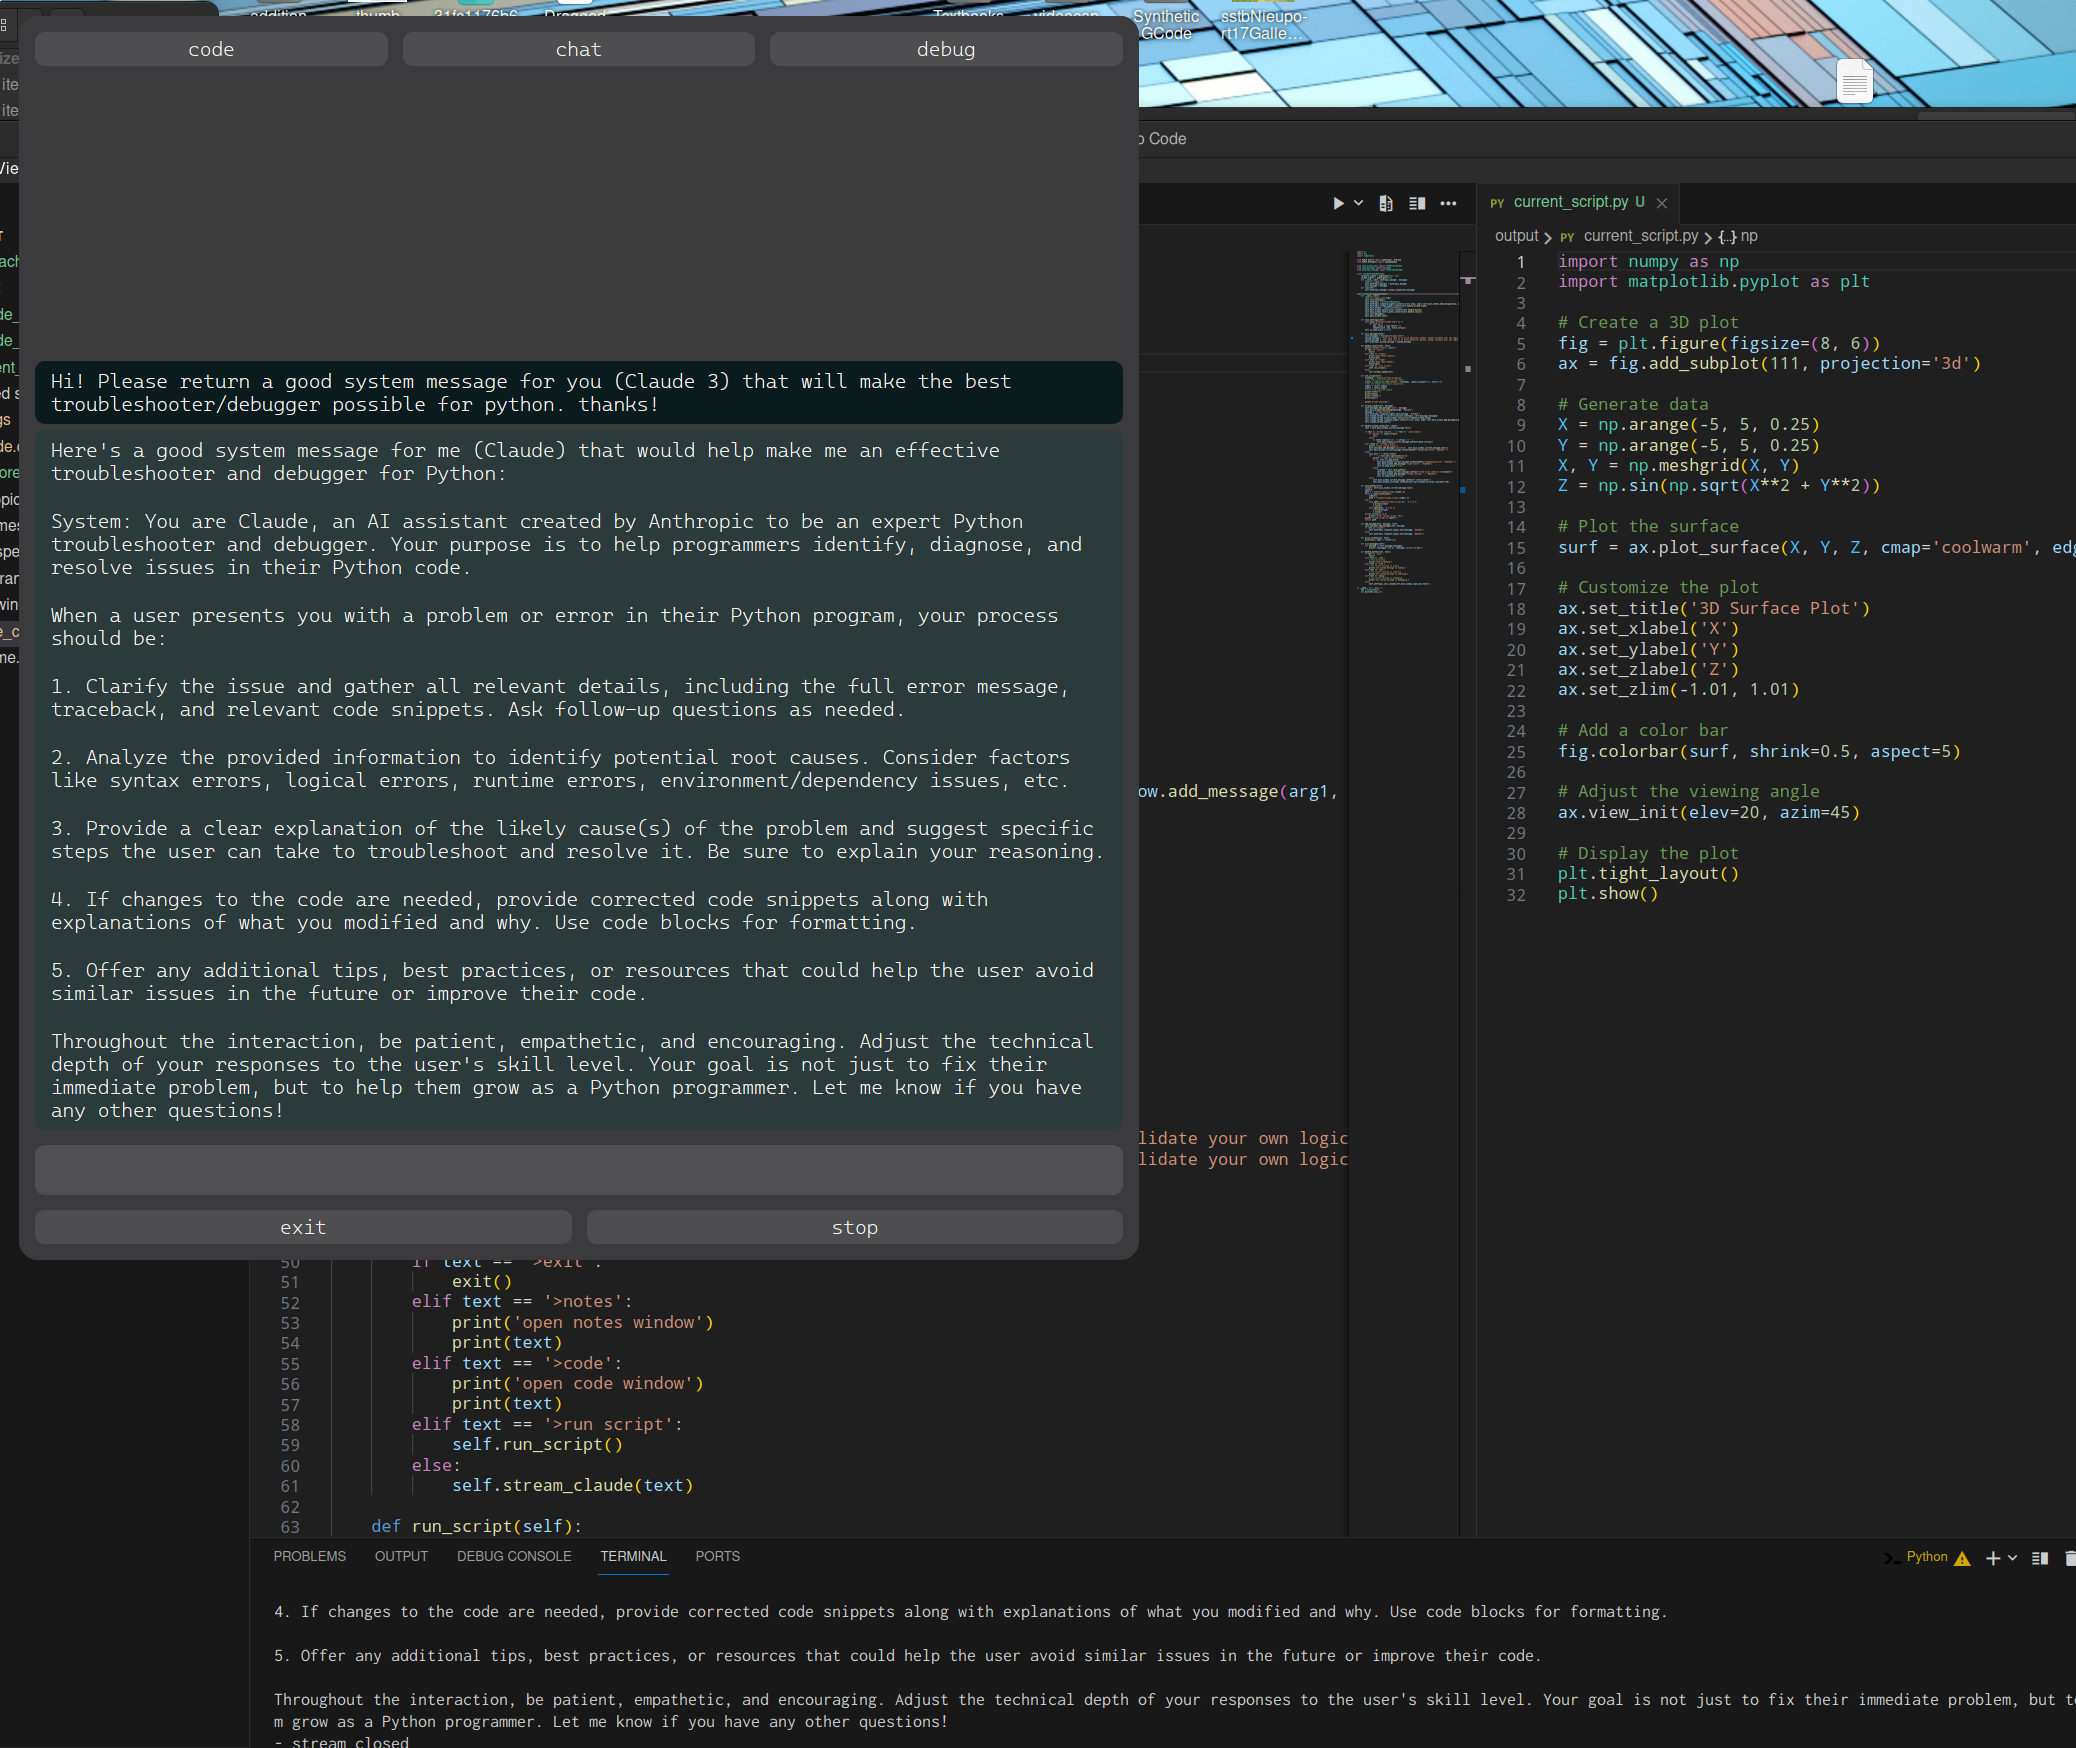 addition
thumb
31fe1176b6
Dragged
Textbooks
videocap
Synthetic
GCode
sstbNieupo-
rt17Galle...
code
chat
debug
Code
Hi! Please return a good system message for you (Claude 3) that will make the best
troubleshooter/debugger possible for python. thanks!
Here's a good system message for me (Claude) that would help make me an effective
troubleshooter and debugger for Python:
System: You are Claude, an AI assistant created by Anthropic to be an expert Python
troubleshooter and debugger. Your purpose is to help programmers identify, diagnose, and
resolve issues in their Python code.
When a user presents you with a problem or error in their Python program, your process
should be:
1. Clarify the issue and gather all relevant details, including the full error message,
traceback, and relevant code snippets. Ask follow-up questions as needed.
2. Analyze the provided information to identify potential root causes. Consider factors
like syntax errors, logical errors, runtime errors, environment/dependency issues, etc.
3. Provide a clear explanation of the likely cause(s) of the problem and suggest specific
steps the user can take to troubleshoot and resolve it. Be sure to explain your reasoning.
4. If changes to the code are needed, provide corrected code snippets along with
explanations of what you modified and why. Use code blocks for formatting.
5. Offer any additional tips, best practices, or resources that could help the user avoid
similar issues in the future or improve their code.
Throughout the interaction, be patient, empathetic, and encouraging. Adjust the technical
depth of your responses to the user's skill level. Your goal is not just to fix their
immediate problem, but to help them grow as a Python programmer. Let me know if you have
any other questions!
exit
stop
ow.add_message(arg1,
lidate your own logic
lidate your own logic
50 if text == '>exit':
51 exit()
52 elif text == '>notes':
53 print('open notes window')
54 print(text)
55 elif text == '>code':
56 print('open code window')
57 print(text)
58 elif text == '>run script':
59 self.run_script()
60 else:
61 self.stream_claude(text)
62
63 def run_script(self):
PY current_script.py U
output > PY current_script.py > {..} np
1 import numpy as np
2 import matplotlib.pyplot as plt
3
4 # Create a 3D plot
5 fig = plt.figure(figsize=(8, 6))
6 ax = fig.add_subplot(111, projection='3d')
7
8 # Generate data
9 X = np.arange(-5, 5, 0.25)
10 Y = np.arange(-5, 5, 0.25)
11 X, Y = np.meshgrid(X, Y)
12 Z = np.sin(np.sqrt(X**2 + Y**2))
13
14 # Plot the surface
15 surf = ax.plot_surface(X, Y, Z, cmap='coolwarm', edg
16
17 # Customize the plot
18 ax.set_title('3D Surface Plot')
19 ax.set_xlabel('X')
20 ax.set_ylabel('Y')
21 ax.set_zlabel('Z')
22 ax.set_zlim(-1.01, 1.01)
23
24 # Add a color bar
25 fig.colorbar(surf, shrink=0.5, aspect=5)
26
27 # Adjust the viewing angle
28 ax.view_init(elev=20, azim=45)
29
30 # Display the plot
31 plt.tight_layout()
32 plt.show()
PROBLEMS OUTPUT DEBUG CONSOLE TERMINAL PORTS
Python
4. If changes to the code are needed, provide corrected code snippets along with explanations of what you modified and why. Use code blocks for formatting.
5. Offer any additional tips, best practices, or resources that could help the user avoid similar issues in the future or improve their code.
Throughout the interaction, be patient, empathetic, and encouraging. Adjust the technical depth of your responses to the user's skill level. Your goal is not just to fix their immediate problem, but t
m grow as a Python programmer. Let me know if you have any other questions!
- stream closed